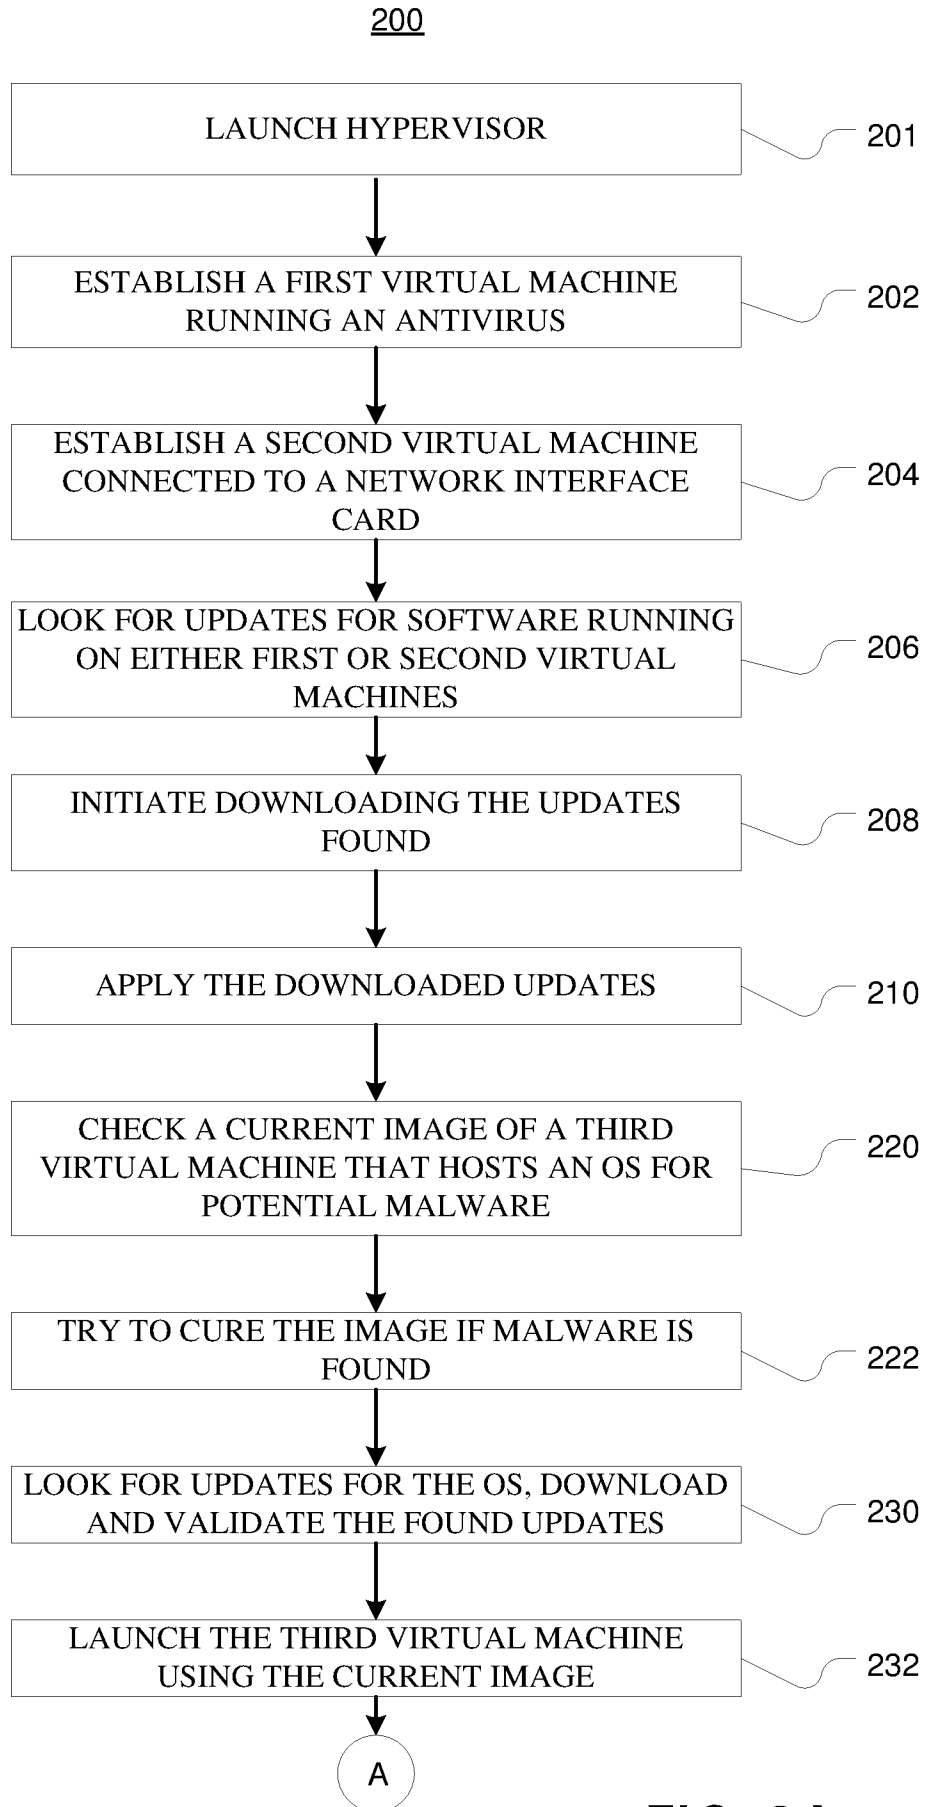 200
LAUNCH HYPERVISOR
201
ESTABLISH A FIRST VIRTUAL MACHINE
RUNNING AN ANTIVIRUS
202
ESTABLISH A SECOND VIRTUAL MACHINE
CONNECTED TO A NETWORK INTERFACE
CARD
204
LOOK FOR UPDATES FOR SOFTWARE RUNNING
ON EITHER FIRST OR SECOND VIRTUAL
MACHINES
206
INITIATE DOWNLOADING THE UPDATES
FOUND
208
APPLY THE DOWNLOADED UPDATES
210
CHECK A CURRENT IMAGE OF A THIRD
VIRTUAL MACHINE THAT HOSTS AN OS FOR
POTENTIAL MALWARE
220
TRY TO CURE THE IMAGE IF MALWARE IS
FOUND
222
LOOK FOR UPDATES FOR THE OS, DOWNLOAD
AND VALIDATE THE FOUND UPDATES
230
LAUNCH THE THIRD VIRTUAL MACHINE
USING THE CURRENT IMAGE
232
A